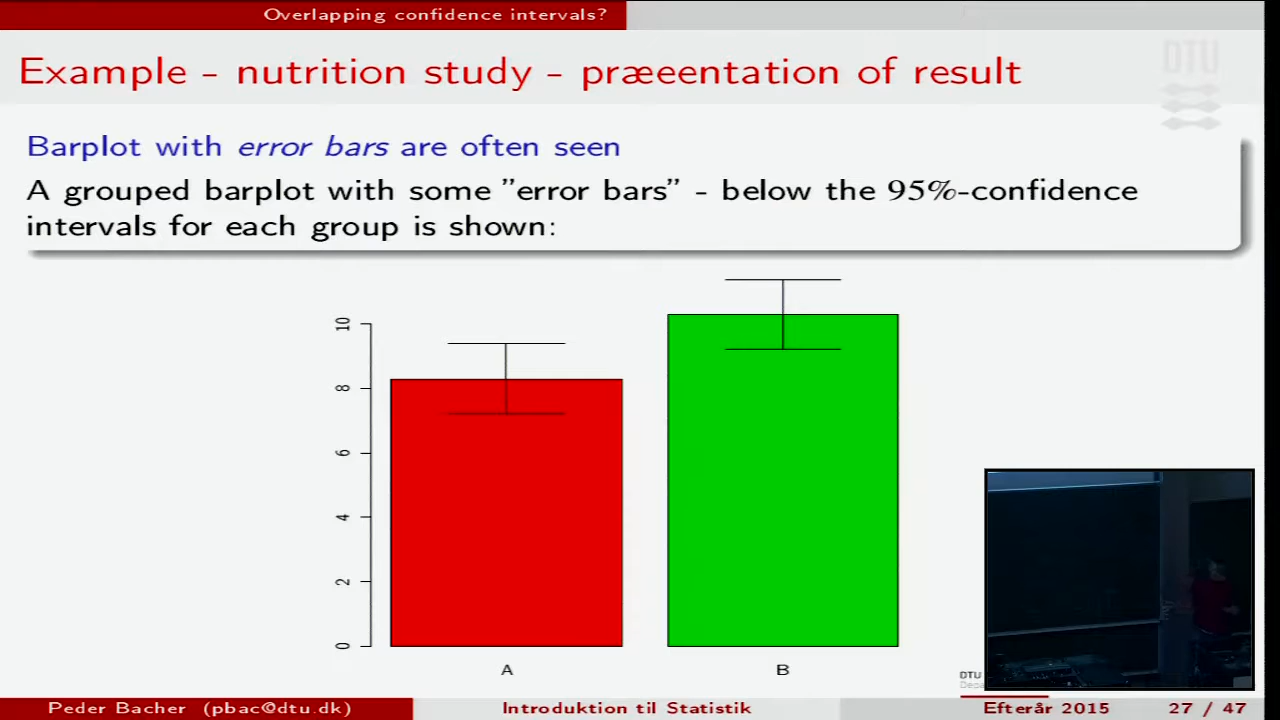 Overlapping confidence intervals?
Example - nutrition study - præeentation of result
DTU
Barplot with error bars are often seen
A grouped barplot with some "error bars" - below the 95%-confidence
intervals for each group is shown:
10
8
6
4
2
0
A
B
DTU
Peder Bacher (pbac@dtu.dk)
Introduktion til Statistik
Efterår 2015
27 / 47